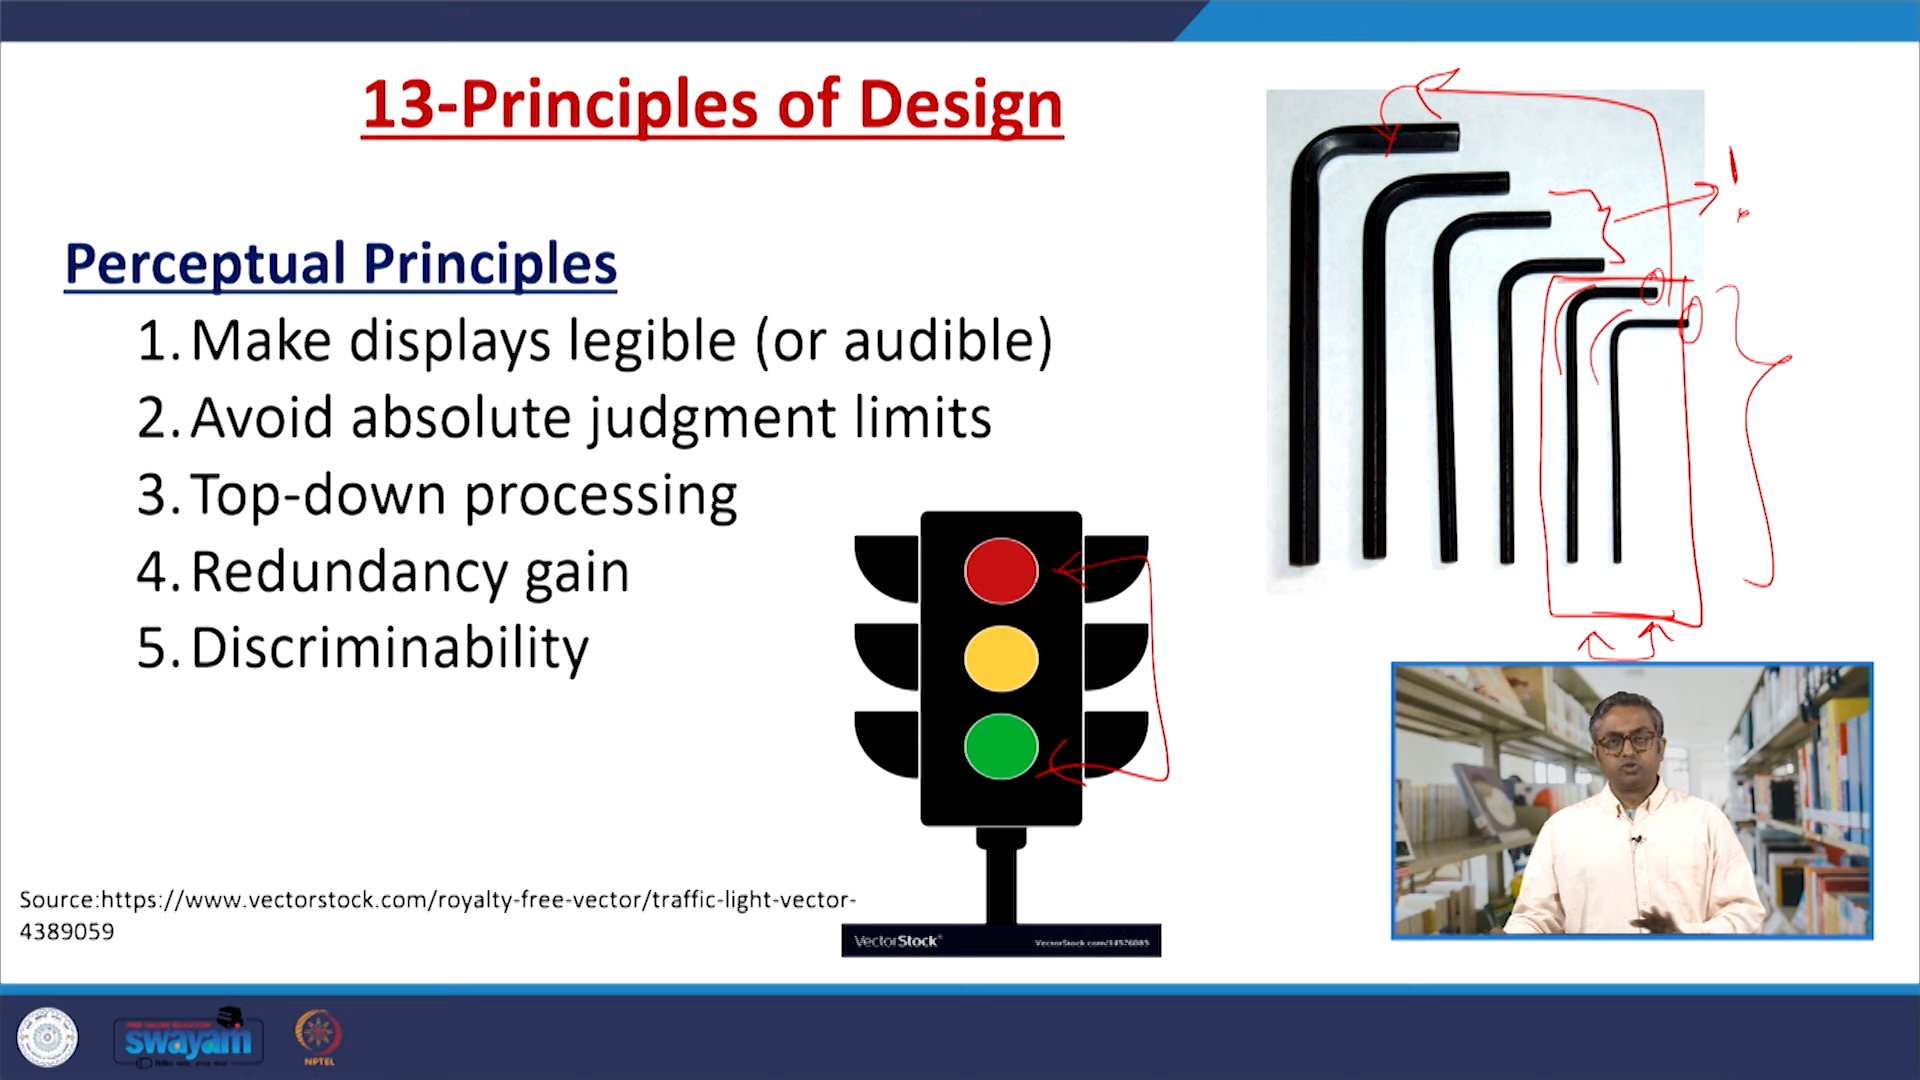 13-Principles of Design
Perceptual Principles
1. Make displays legible (or audible)
2. Avoid absolute judgment limits
3. Top-down processing
4. Redundancy gain
5. Discriminability
Source:https://www.vectorstock.com/royalty-free-vector/traffic-light-vector-
4389059
VectorStock®
swayam
NPTEL